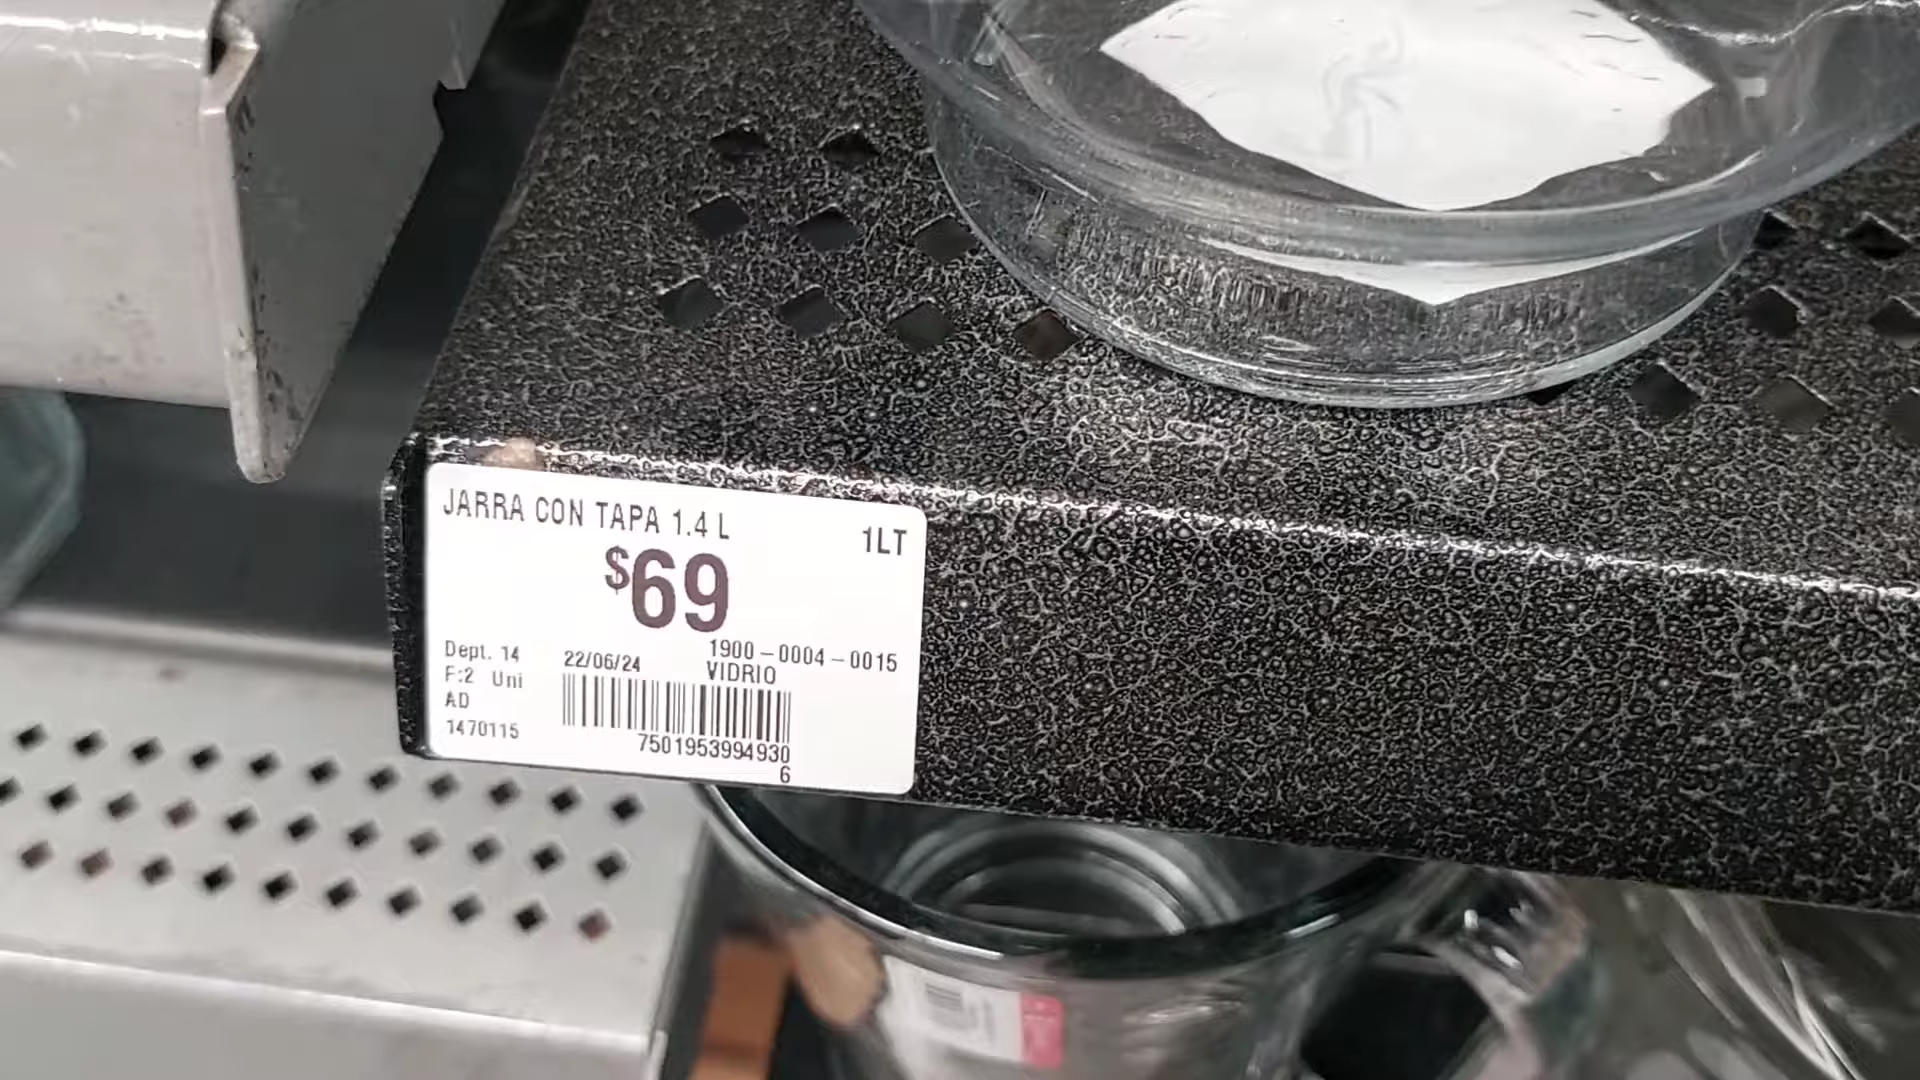 JARRA CON TAPA 1.4 L
1LT
$69
Dept. 14
22/06/24
1900-0004-0015
F:2 Uni
VIDRIO
AD
1470115
7501953994930
6